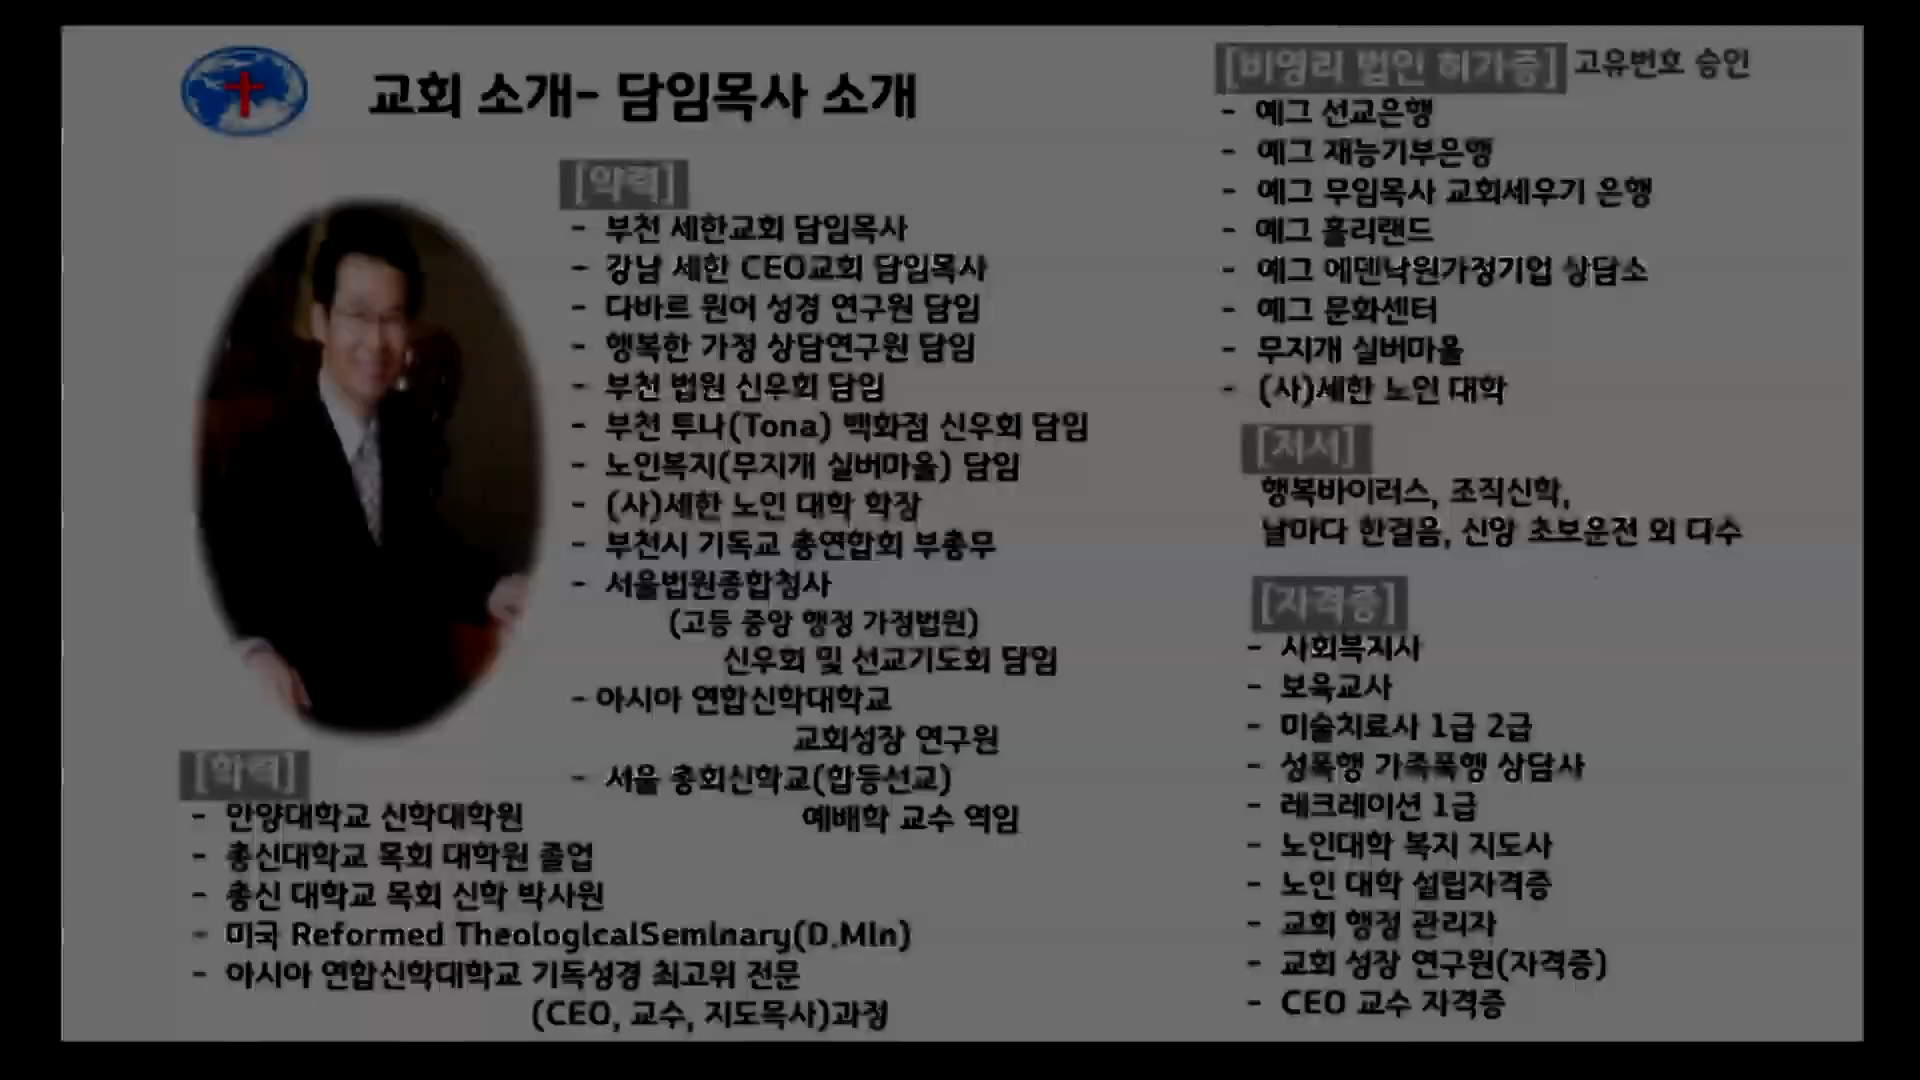 교회 소개- 담임목사 소개
[약력]
- 부천 세한교회 담임목사
- 강남 세한 CEO교회 담임목사
- 다바르 원어 성경 연구원 담임
- 행복한 가정 상담연구원 담임
- 부천 법원 신우회 담임
- 부천 투나(Tona) 백화점 신우회 담임
- 노인복지(무지개 실버마을) 담임
- (사)세한 노인 대학 학장
- 부천시 기독교 총연합회 부총무
- 서울법원종합청사
(고등 중앙 행정 가정법원)
신우회 및 선교기도회 담임
- 아시아 연합신학대학교
교회성장 연구원
- 서울 총회신학교(합동선교)
예배학 교수 역임
[학력]
- 안양대학교 신학대학원
- 총신대학교 목회 대학원 졸업
- 총신 대학교 목회 신학 박사원
- 미국 Reformed TheologicalSeminary(D.Min)
- 아시아 연합신학대학교 기독성경 최고위 전문
(CEO, 교수, 지도목사)과정
[비영리 법인 허가증] 고유번호 승인
- 예그 선교은행
- 예그 재능기부은행
- 예그 무임목사 교회세우기 은행
- 예그 홀리랜드
- 예그 에덴낙원가정기업 상담소
- 예그 문화센터
- 무지개 실버마을
- (사)세한 노인 대학
[저서]
행복바이러스, 조직신학,
날마다 한걸음, 신앙 초보운전 외 다수
[자격증]
- 사회복지사
- 보육교사
- 미술치료사 1급 2급
- 성폭행 가족폭행 상담사
- 레크레이션 1급
- 노인대학 복지 지도사
- 노인 대학 설립자격증
- 교회 행정 관리자
- 교회 성장 연구원(자격증)
- CEO 교수 자격증